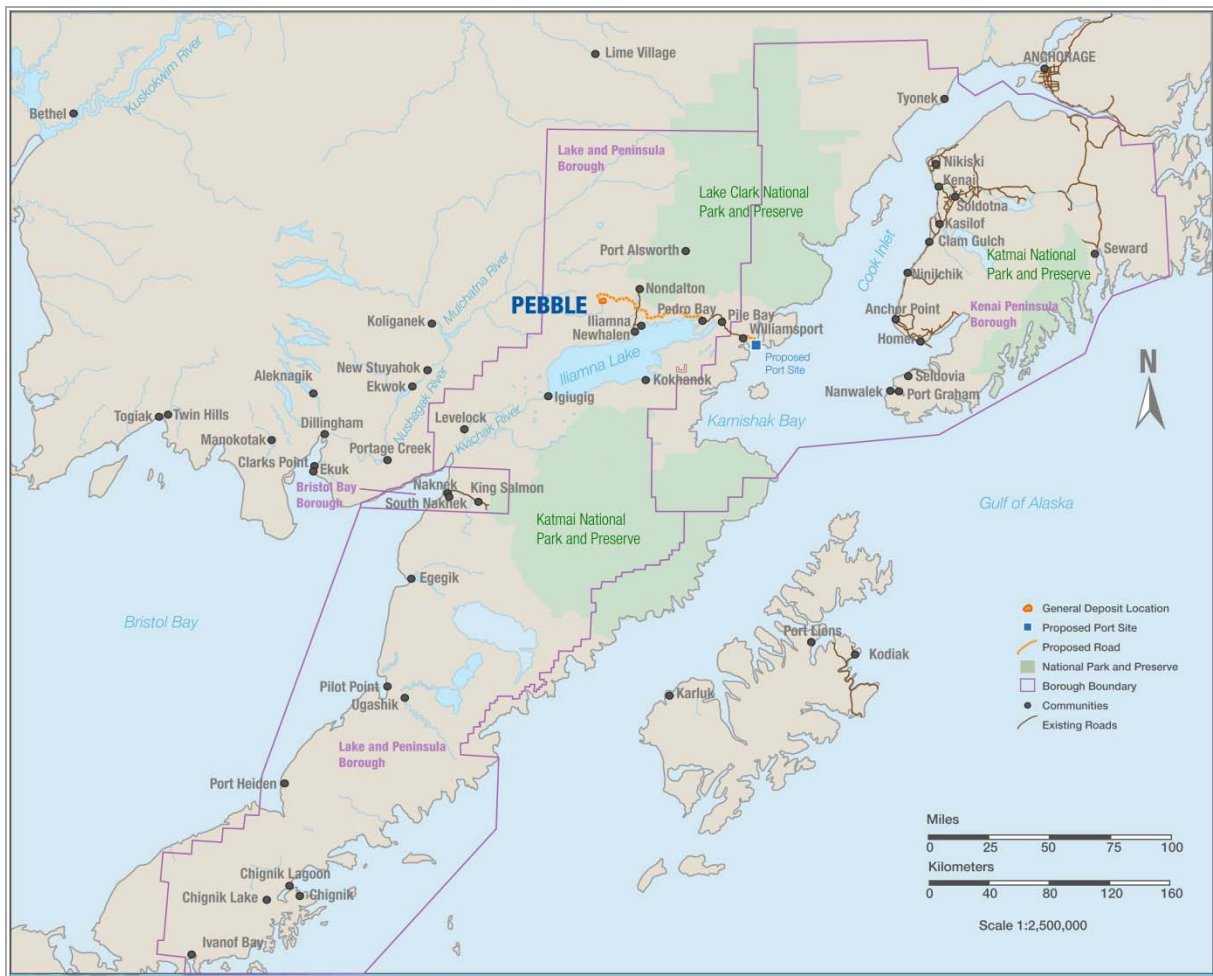 Kuskokwim River
Lime Village
ANCHORAGE
Bethel
Tyonek
Lake and Peninsula
Borough
Nikiski
Lake Clark National
Park and Preserve
Kenai
Soldotna
Kasilof
Clam Gulch
Port Alsworth
Cook Inlet
Katmai National
Park and Preserve
Seward
Mulchatna River
Ninilchik
Nondalton
PEBBLE
Kenai Peninsula
Borough
Koliganek
Iliamna
Newhalen
Pedro Bay
Pile Bay
Williamsport
Anchor Point
Homer
Proposed
Port Site
N
New Stuyahok
Aleknagik
Ekwok
Iliamna Lake
Kokhanok
Seldovia
Nanwalek
Port Graham
Igiugig
Togiak
Twin Hills
Nushagak River
Levelock
Kvichak River
Kamishak Bay
Dillingham
Manokotak
Portage Creek
Clarks Point
Ekuk
Bristol Bay
Borough
Naknek
South Naknek
King Salmon
Gulf of Alaska
Katmai National
Park and Preserve
Egegik
Bristol Bay
General Deposit Location
Proposed Port Site
Proposed Road
National Park and Preserve
Borough Boundary
Communities
Existing Roads
Port Lions
Kodiak
Karluk
Pilot Point
Ugashik
Lake and Peninsula
Borough
Port Heiden
Miles
0 25 50 75 100
Kilometers
0 40 80 120 160
Scale 1:2,500,000
Chignik Lagoon
Chignik Lake
Chignik
Ivanof Bay